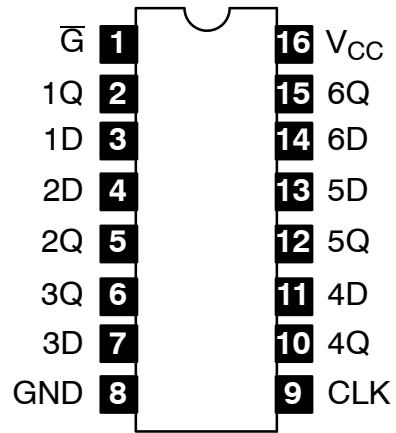 G̅ 1 16 VCC
1Q 2 15 6Q
1D 3 14 6D
2D 4 13 5D
2Q 5 12 5Q
3Q 6 11 4D
3D 7 10 4Q
GND 8 9 CLK